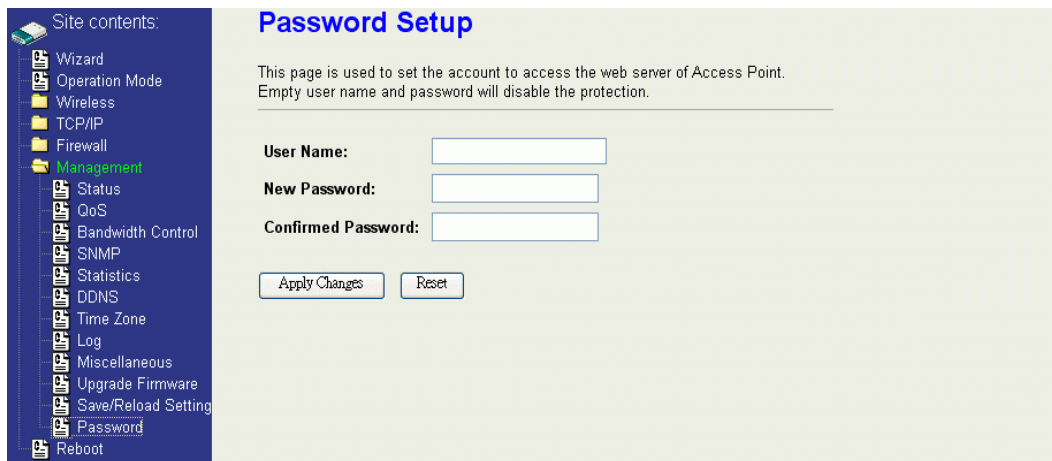 Site contents:
Wizard
Operation Mode
Wireless
TCP/IP
Firewall
Management
Status
QoS
Bandwidth Control
SNMP
Statistics
DDNS
Time Zone
Log
Miscellaneous
Upgrade Firmware
Save/Reload Setting
Password
Reboot
Password Setup
This page is used to set the account to access the web server of Access Point.
Empty user name and password will disable the protection.
User Name:
New Password:
Confirmed Password:
Apply Changes
Reset